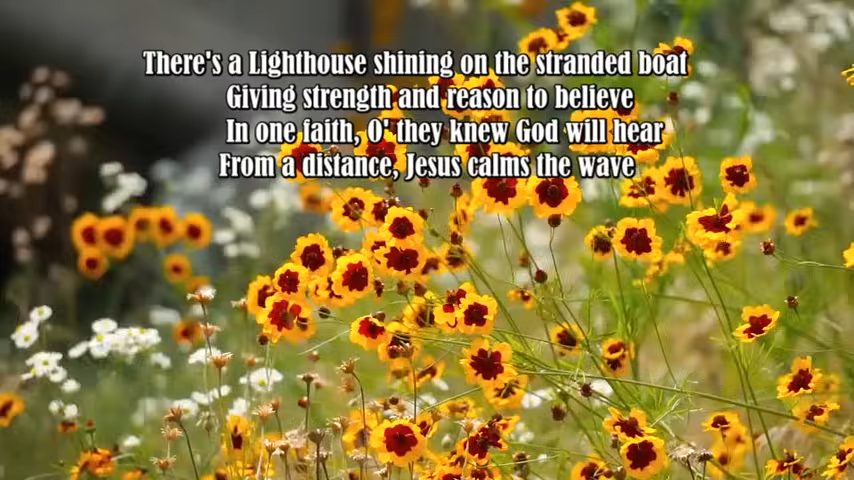 There's a Lighthouse shining on the stranded boat
Giving strength and reason to believe
In one faith, O' they knew God will hear
From a distance, Jesus calms the wave